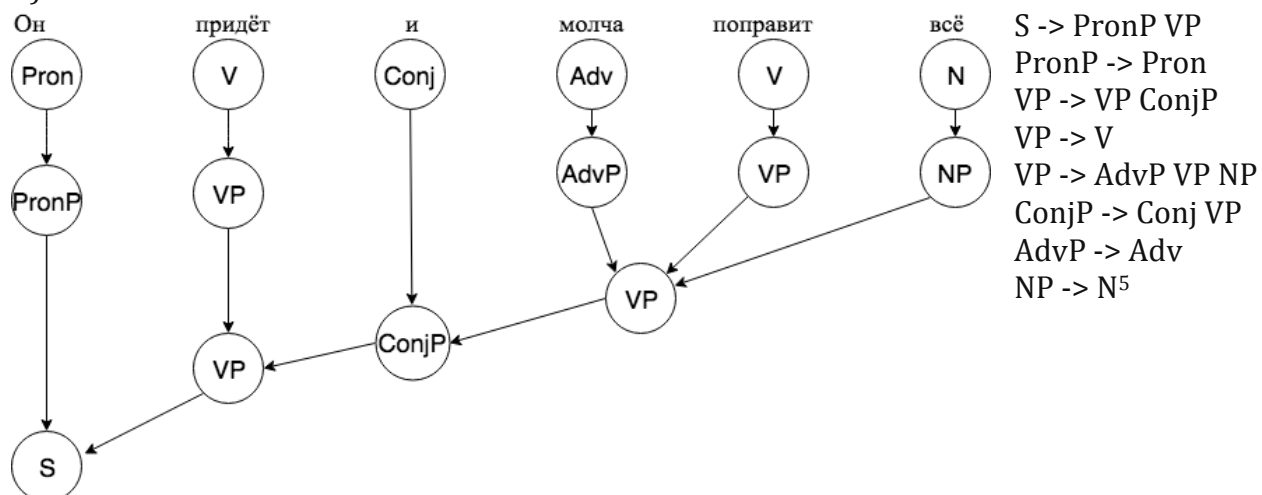 Он придёт и молча поправит всё
Pron V Conj Adv V N
PronP VP AdvP VP NP
VP
VP ConjP
S
S -> PronP VP
PronP -> Pron
VP -> VP ConjP
VP -> V
VP -> AdvP VP NP
ConjP -> Conj VP
AdvP -> Adv
NP -> N⁵